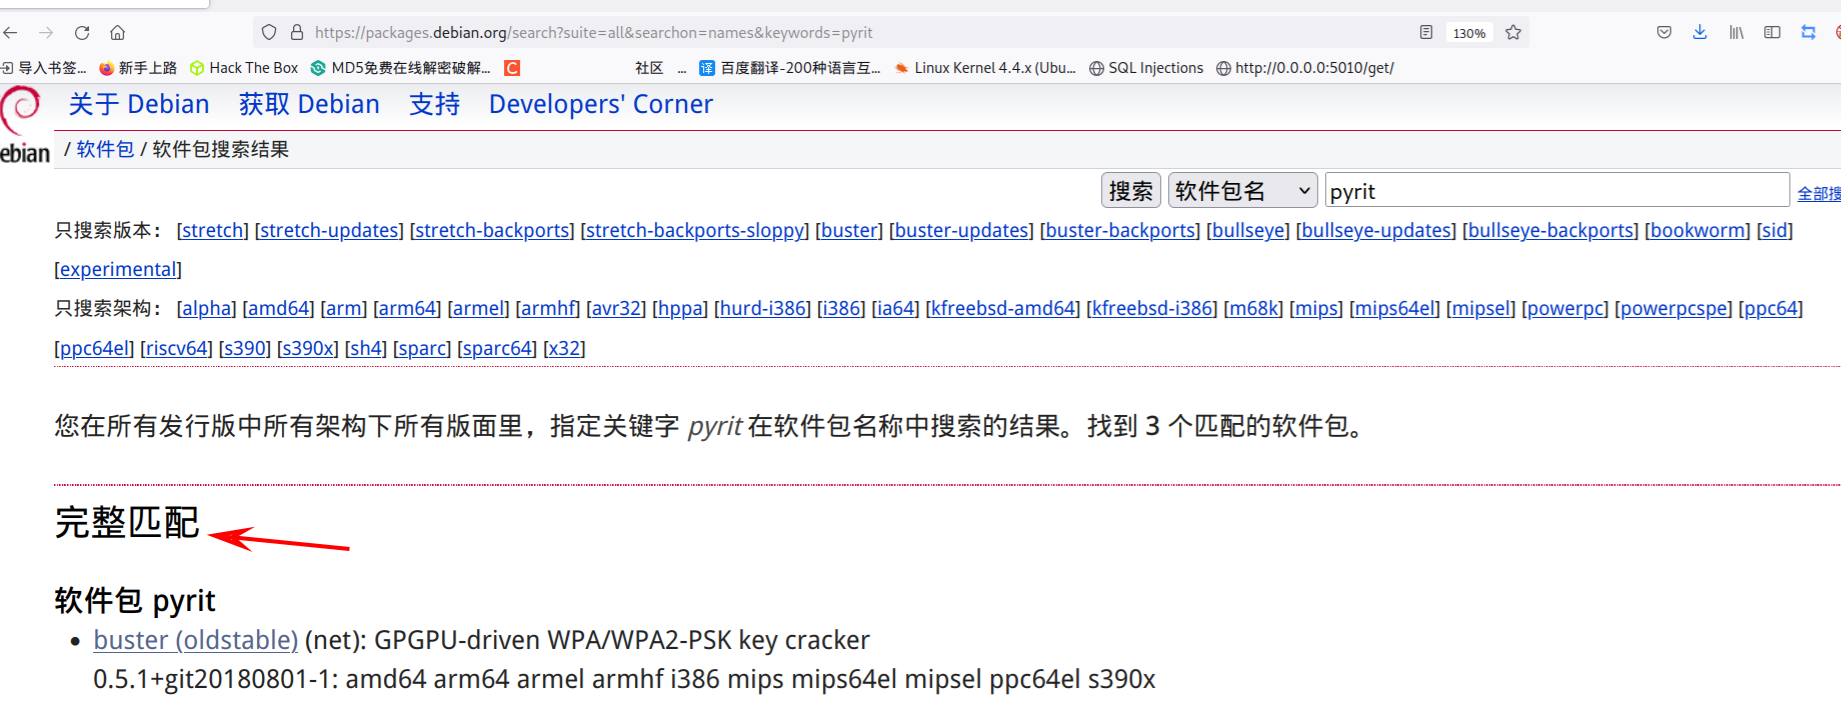 https://packages.debian.org/search?suite=all&searchon=names&keywords=pyrit
130%
导入书签... 新手上路 Hack The Box MD5免费在线解密破解... C 社区 ... 译 百度翻译-200种语言互... Linux Kernel 4.4.x (Ubu... SQL Injections http://0.0.0.0:5010/get/
关于 Debian 获取 Debian 支持 Developers' Corner
ebian / 软件包 / 软件包搜索结果
搜索 软件包名 pyrit 全部搜
只搜索版本： [stretch] [stretch-updates] [stretch-backports] [stretch-backports-sloppy] [buster] [buster-updates] [buster-backports] [bullseye] [bullseye-updates] [bullseye-backports] [bookworm] [sid]
[experimental]
只搜索架构： [alpha] [amd64] [arm] [arm64] [armel] [armhf] [avr32] [hppa] [hurd-i386] [i386] [ia64] [kfreebsd-amd64] [kfreebsd-i386] [m68k] [mips] [mips64el] [mipsel] [powerpc] [powerpcspe] [ppc64]
[ppc64el] [riscv64] [s390] [s390x] [sh4] [sparc] [sparc64] [x32]
您在所有发行版中所有架构下所有版面里，指定关键字 pyrit 在软件包名称中搜索的结果。找到 3 个匹配的软件包。
完整匹配
软件包 pyrit
• buster (oldstable) (net): GPGPU-driven WPA/WPA2-PSK key cracker
0.5.1+git20180801-1: amd64 arm64 armel armhf i386 mips mips64el mipsel ppc64el s390x